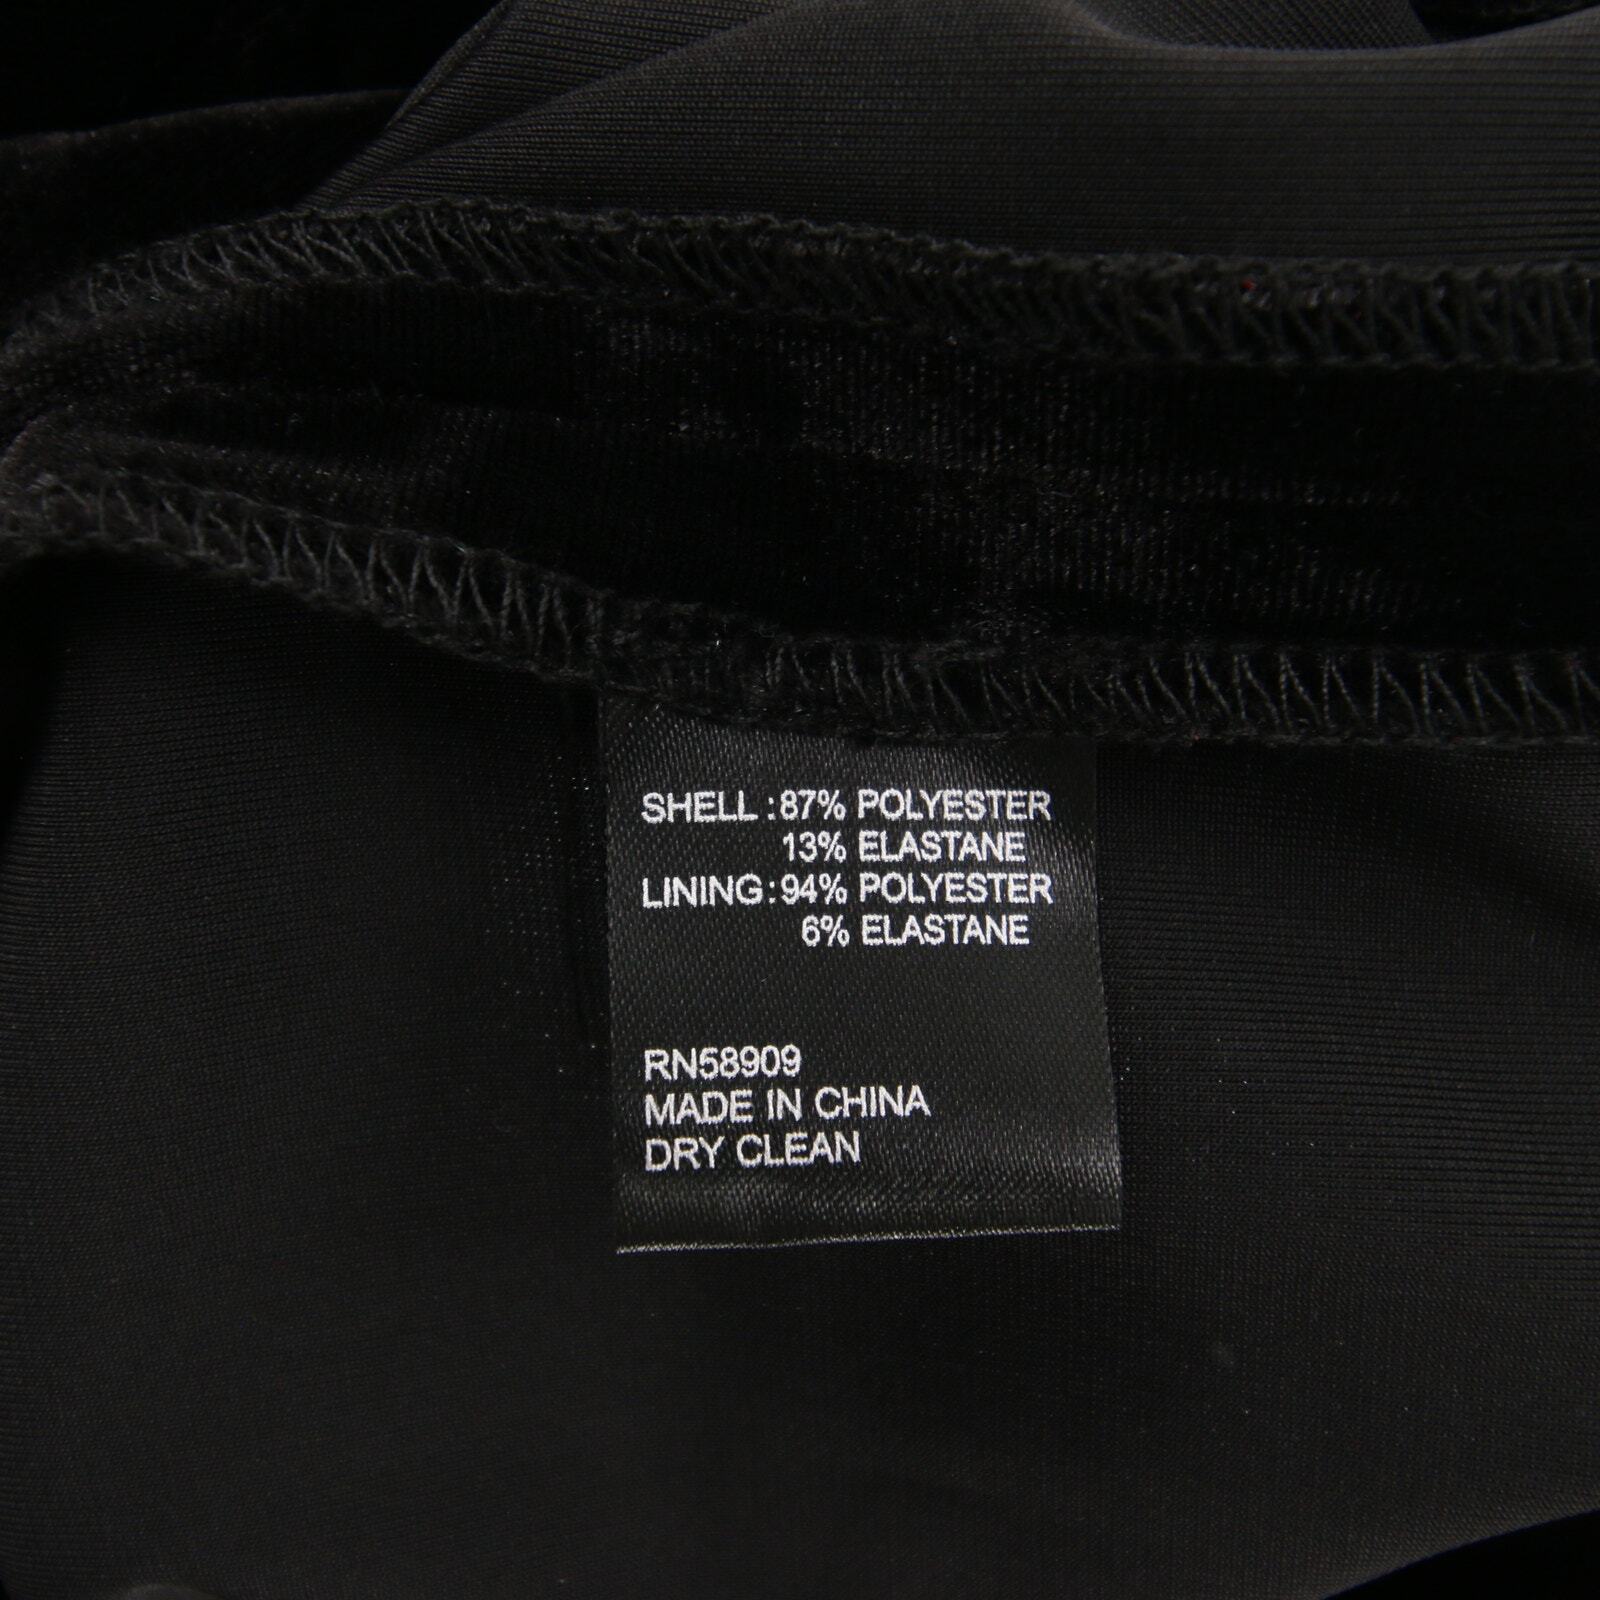 SHELL :87% POLYESTER
13% ELASTANE
LINING:94% POLYESTER
6% ELASTANE
RN58909
MADE IN CHINA
DRY CLEAN